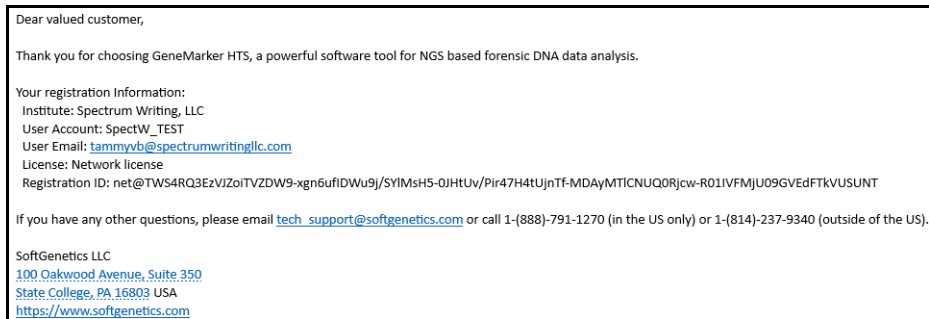 Dear valued customer,
Thank you for choosing GeneMarker HTS, a powerful software tool for NGS based forensic DNA data analysis.
Your registration Information:
Institute: Spectrum Writing, LLC
User Account: SpectW_TEST
User Email: tammyvb@spectrumwritingllc.com
License: Network license
Registration ID: net@TWS4RQ3EzVJZoiTVZDW9-xgn6ufIDWu9j/SYlMsH5-0JHtUv/Pir47H4tUjnTf-MDAyMTlCNUQ0Rjcw-R01IVFMjU09GVEdFTkVUSUNT
If you have any other questions, please email tech_support@softgenetics.com or call 1-(888)-791-1270 (in the US only) or 1-(814)-237-9340 (outside of the US).
SoftGenetics LLC
100 Oakwood Avenue, Suite 350
State College, PA 16803 USA
https://www.softgenetics.com